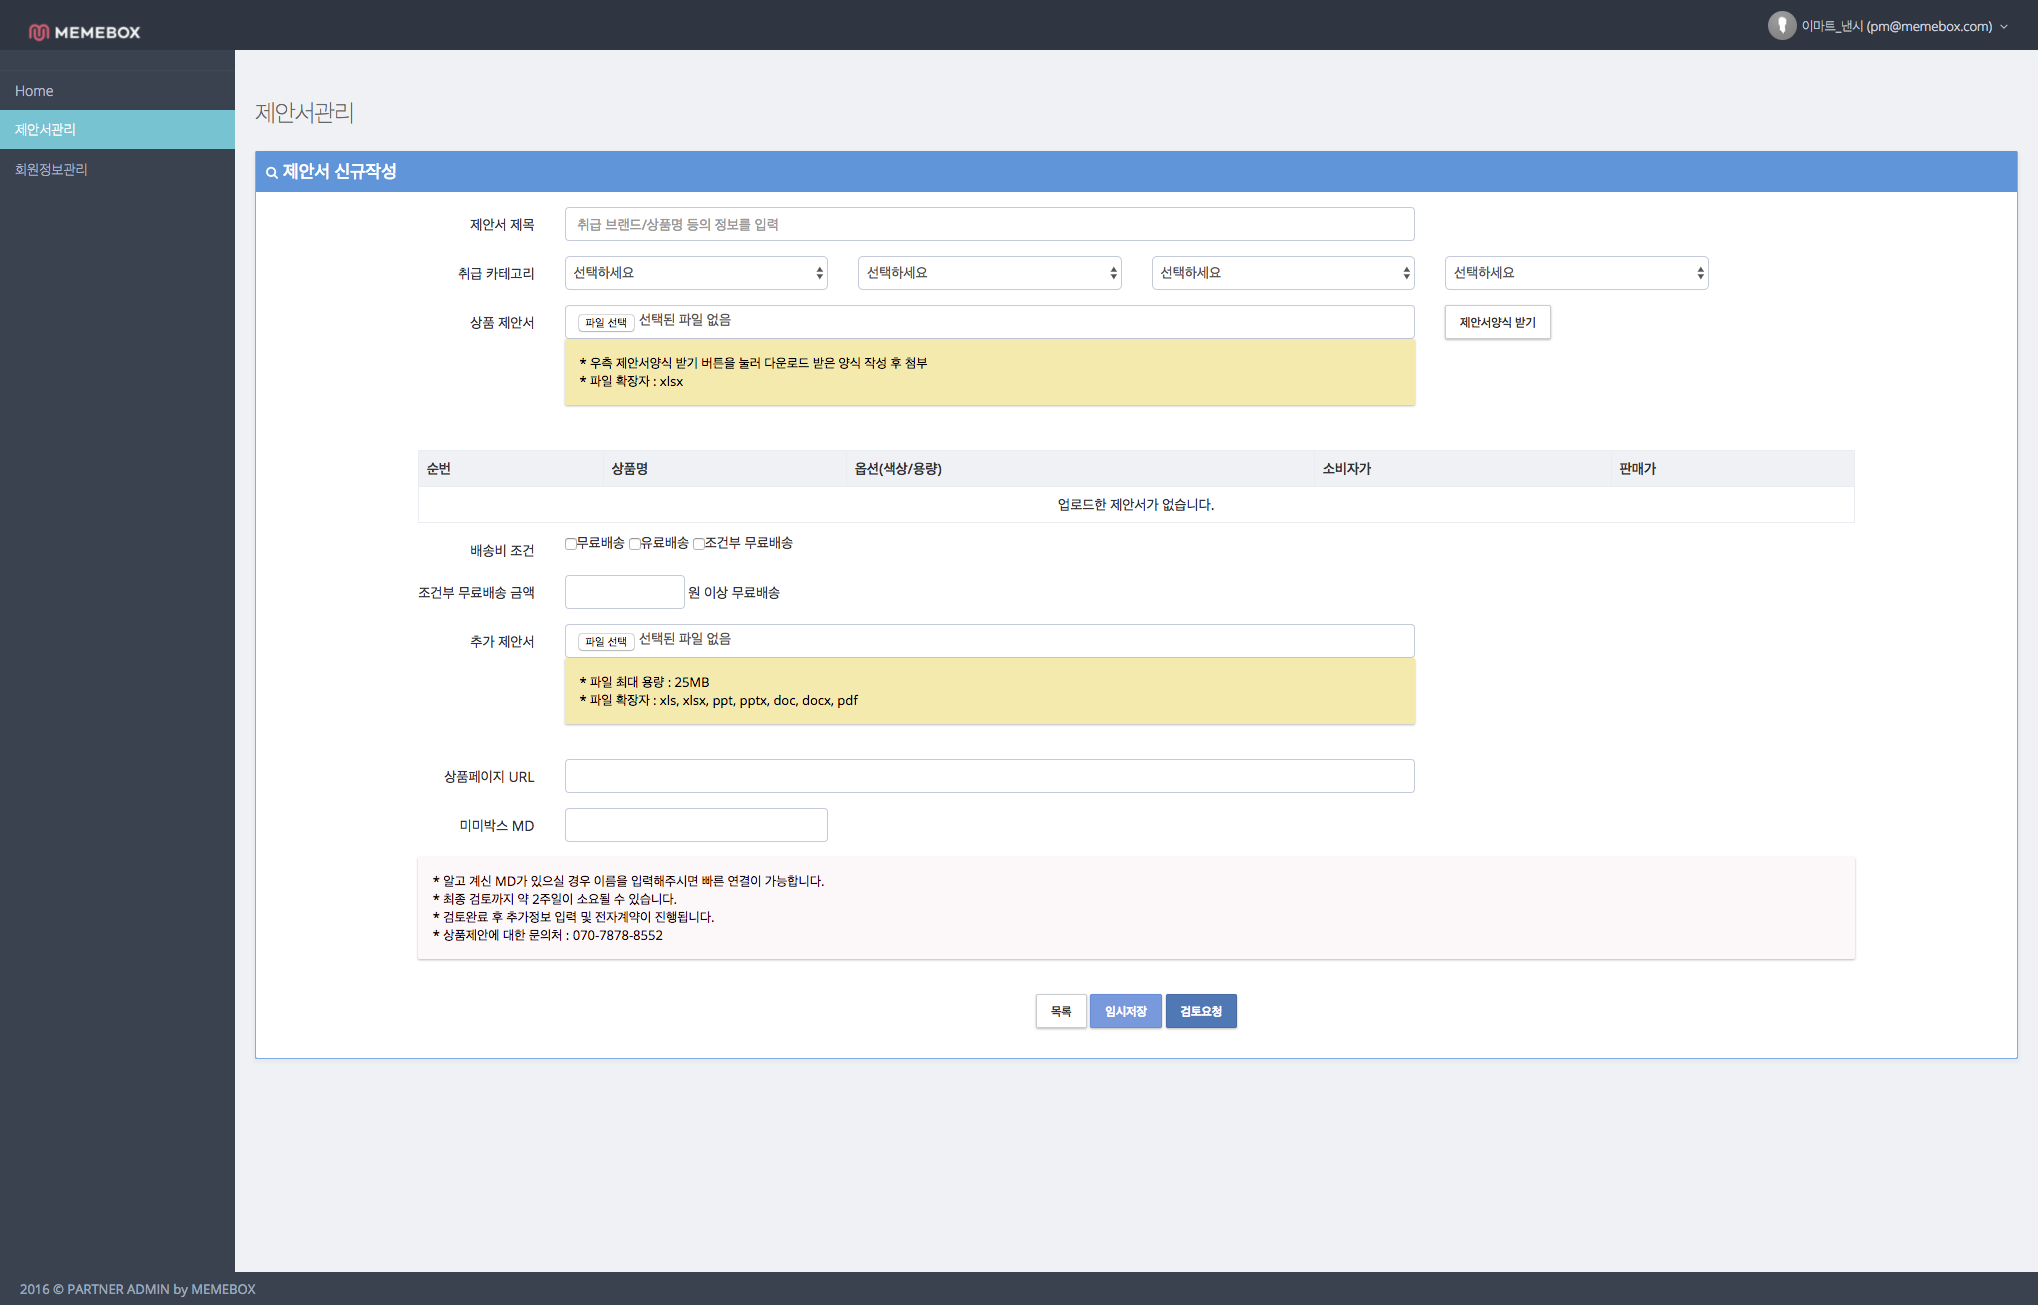 MEMEBOX
이마트_낸시 (pm@memebox.com)
Home
제안서관리
회원정보관리
제안서관리
제안서 신규작성
제안서 제목 취급 브랜드/상품명 등의 정보를 입력
취급 카테고리 선택하세요 선택하세요 선택하세요 선택하세요
상품 제안서 파일 선택 선택된 파일 없음 제안서양식 받기
* 우측 제안서양식 받기 버튼을 눌러 다운로드 받은 양식 작성 후 첨부
* 파일 확장자 : xlsx
순번 상품명 옵션(색상/용량) 소비자가 판매가
업로드한 제안서가 없습니다.
배송비 조건 무료배송 유료배송 조건부 무료배송
조건부 무료배송 금액 원 이상 무료배송
추가 제안서 파일 선택 선택된 파일 없음
* 파일 최대 용량 : 25MB
* 파일 확장자 : xls, xlsx, ppt, pptx, doc, docx, pdf
상품페이지 URL
미미박스 MD
* 알고 계신 MD가 있으실 경우 이름을 입력해주시면 빠른 연결이 가능합니다.
* 최종 검토까지 약 2주일이 소요될 수 있습니다.
* 검토완료 후 추가정보 입력 및 전자계약이 진행됩니다.
* 상품제안에 대한 문의처 : 070-7878-8552
목록 임시저장 검토요청
2016 © PARTNER ADMIN by MEMEBOX